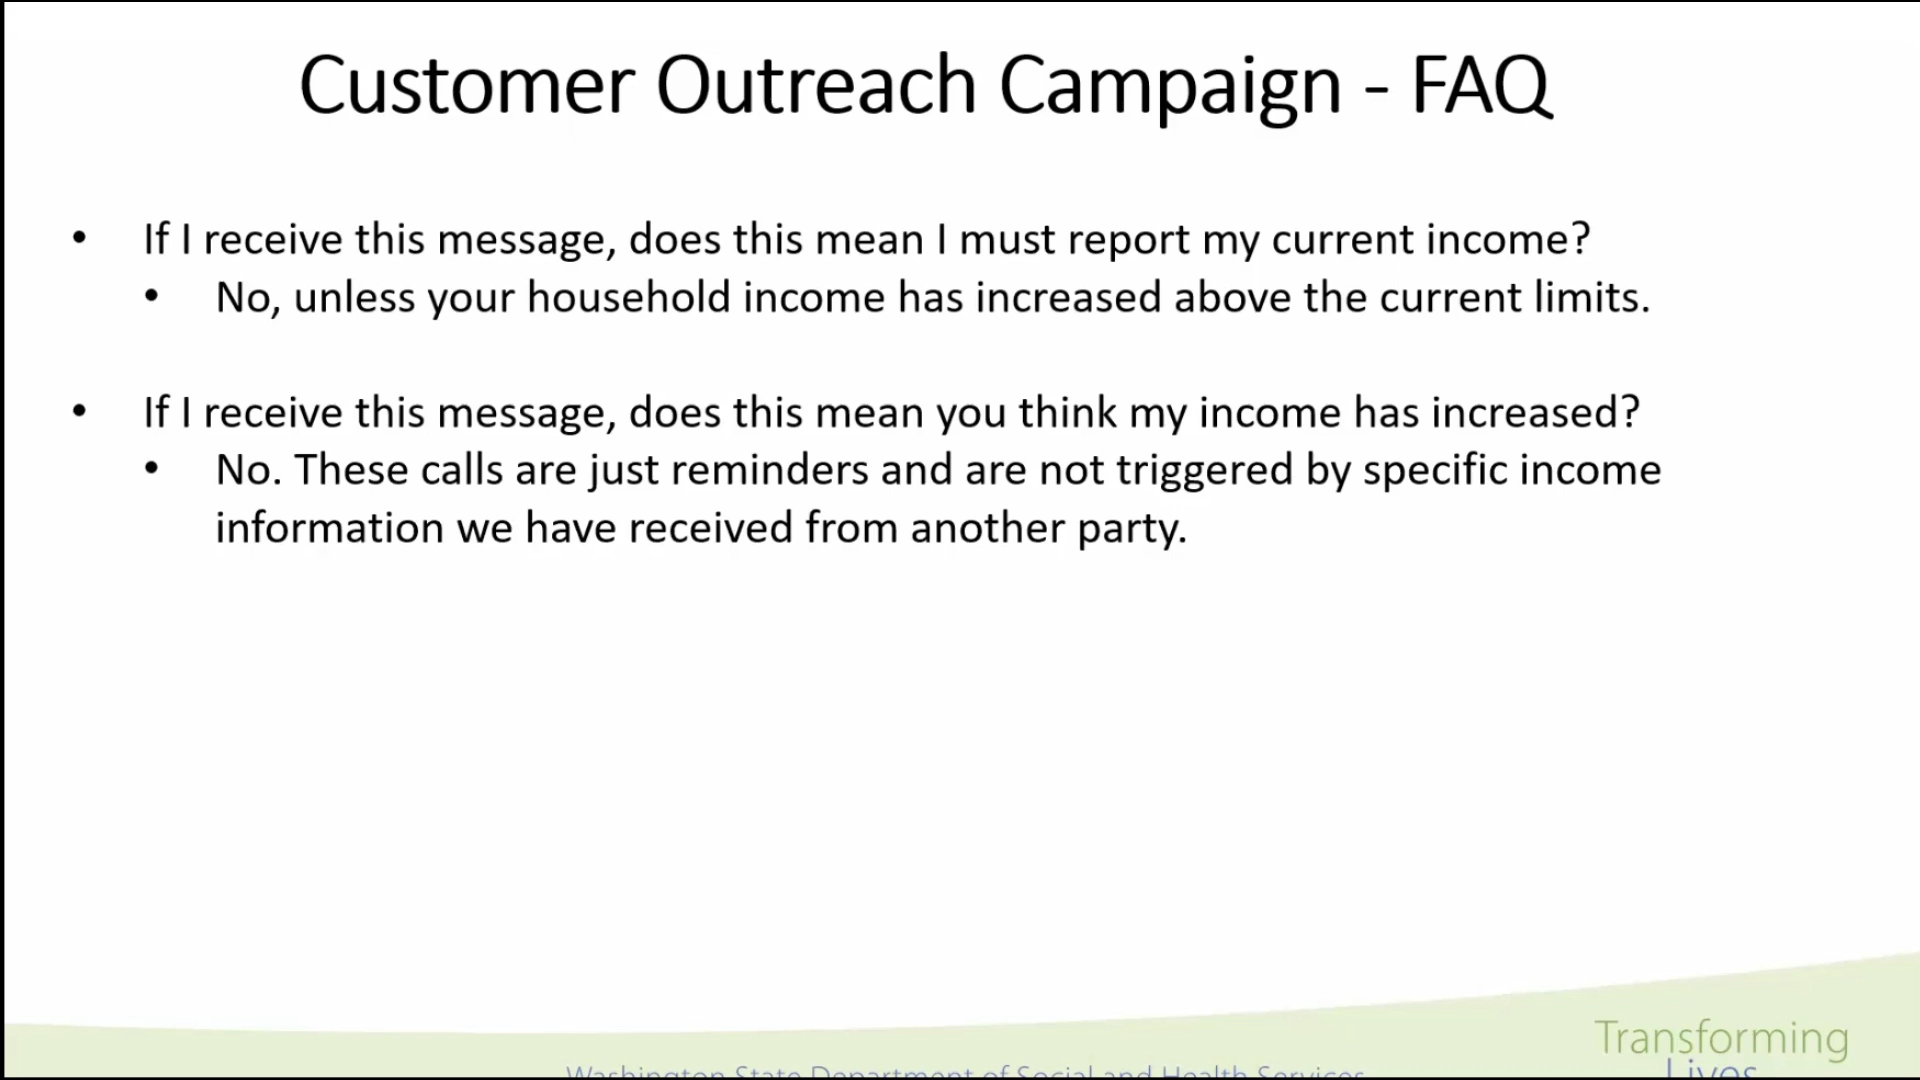 Customer Outreach Campaign - FAQ
• If I receive this message, does this mean I must report my current income?
• No, unless your household income has increased above the current limits.
• If I receive this message, does this mean you think my income has increased?
• No. These calls are just reminders and are not triggered by specific income
information we have received from another party.
Transforming
Lives
Washington State Department of Social and Health Services